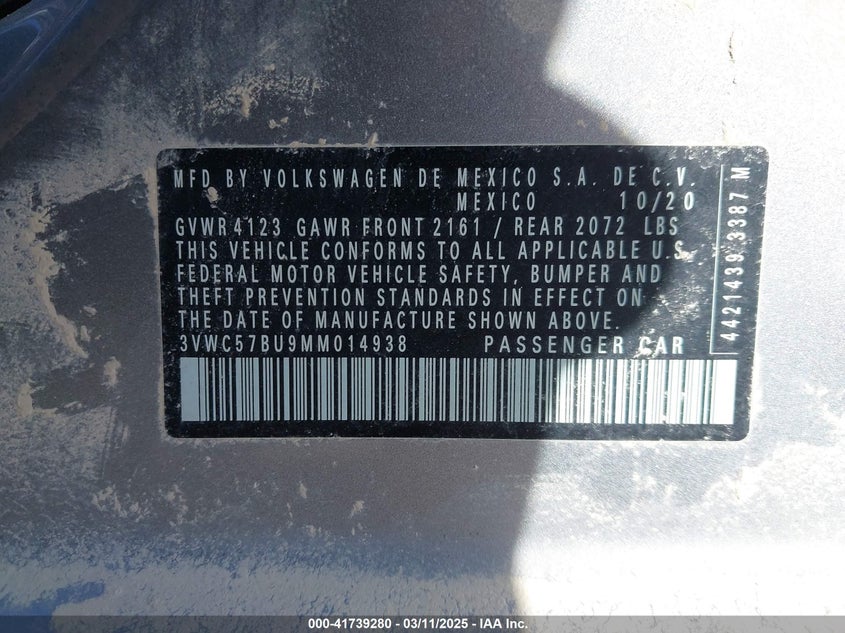 MFD BY VOLKSWAGEN DE MEXICO S.A. DE C.V.
MEXICO 10/20
GVWR 4123 GAWR FRONT 2161 / REAR 2072 LBS
THIS VEHICLE CONFORMS TO ALL APPLICABLE U.S.
FEDERAL MOTOR VEHICLE SAFETY, BUMPER AND
THEFT PREVENTION STANDARDS IN EFFECT ON
THE DATE OF MANUFACTURE SHOWN ABOVE.
3VWC57BU9MM014938 PASSENGER CAR
4421439 3387 M
000-41739280 - 03/11/2025 - IAA Inc.